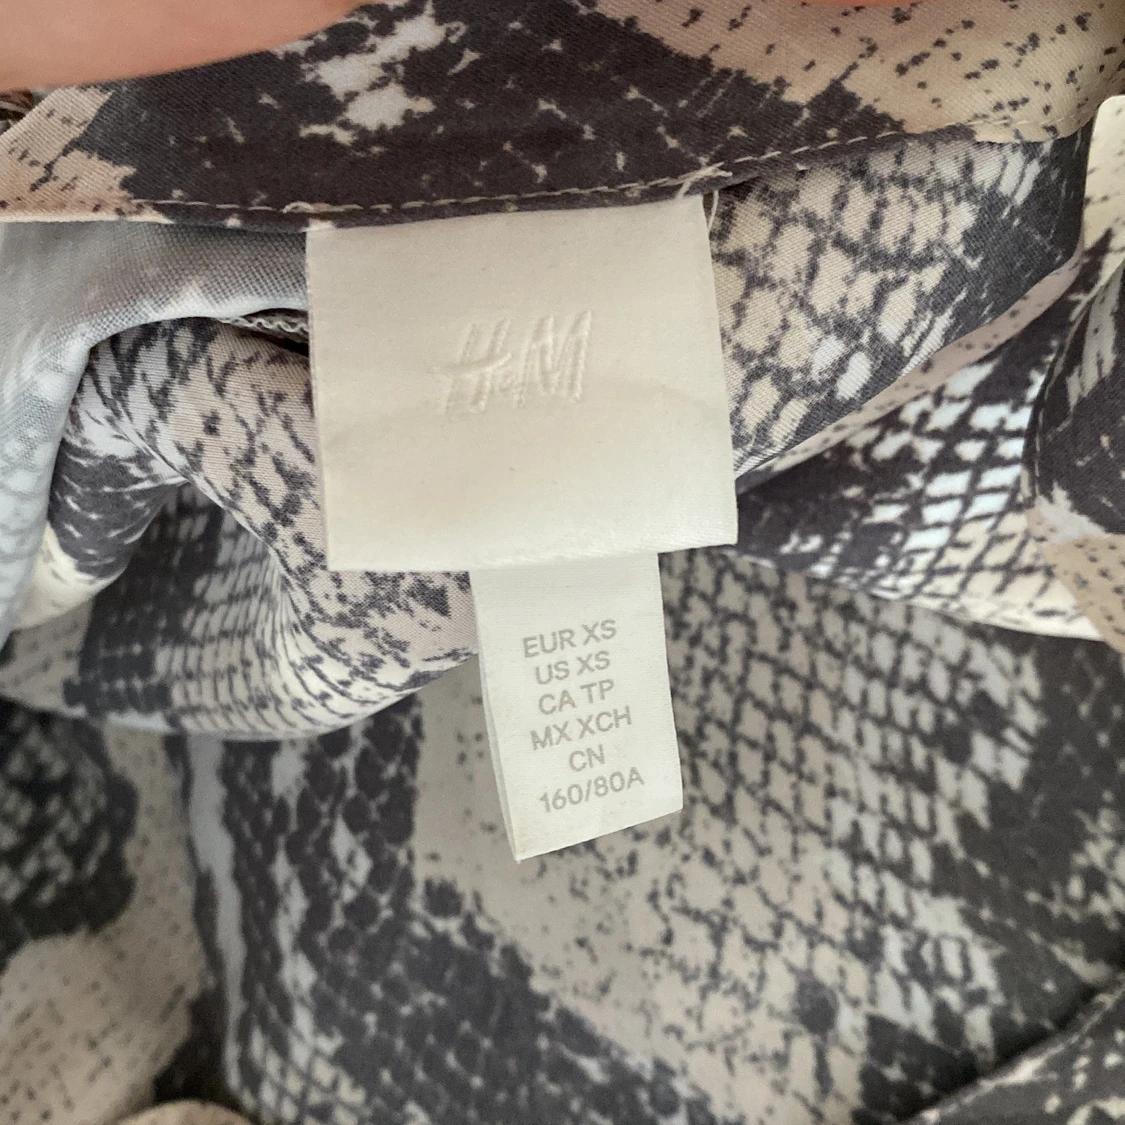 H&M
EUR XS
US XS
CA TP
MX XCH
CN
160/80A